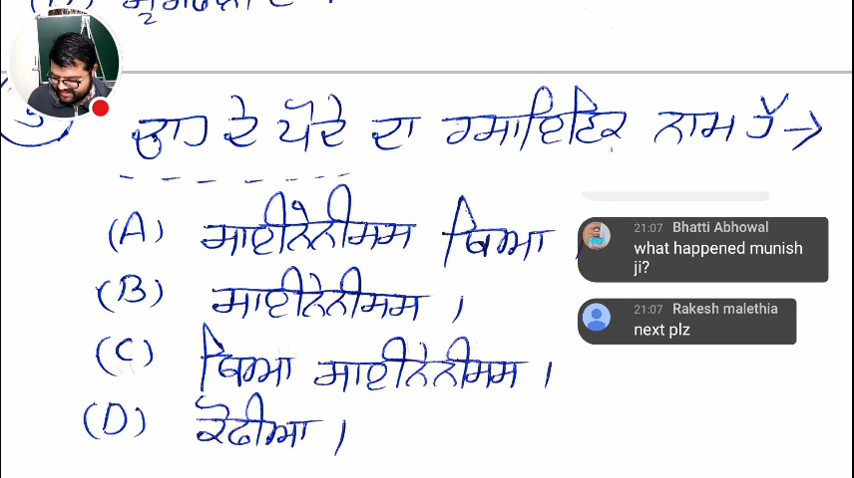 ਚਾਹ ਦੇ ਪੌਦੇ ਦਾ ਰਸਾਇਣਿਕ ਨਾਮ ਹੈ →
(A) ਸਾਈਨੇਨੀਸਸ ਥਿਆ
(B) ਸਾਈਨੇਨੀਸਸ ।
(C) ਥਿਆ ਸਾਈਨੇਨੀਸਸ ।
(D) ਕੋਫੀਆ ।
21:07 Bhatti Abhowal
what happened munish
ji?
21:07 Rakesh malethia
next plz